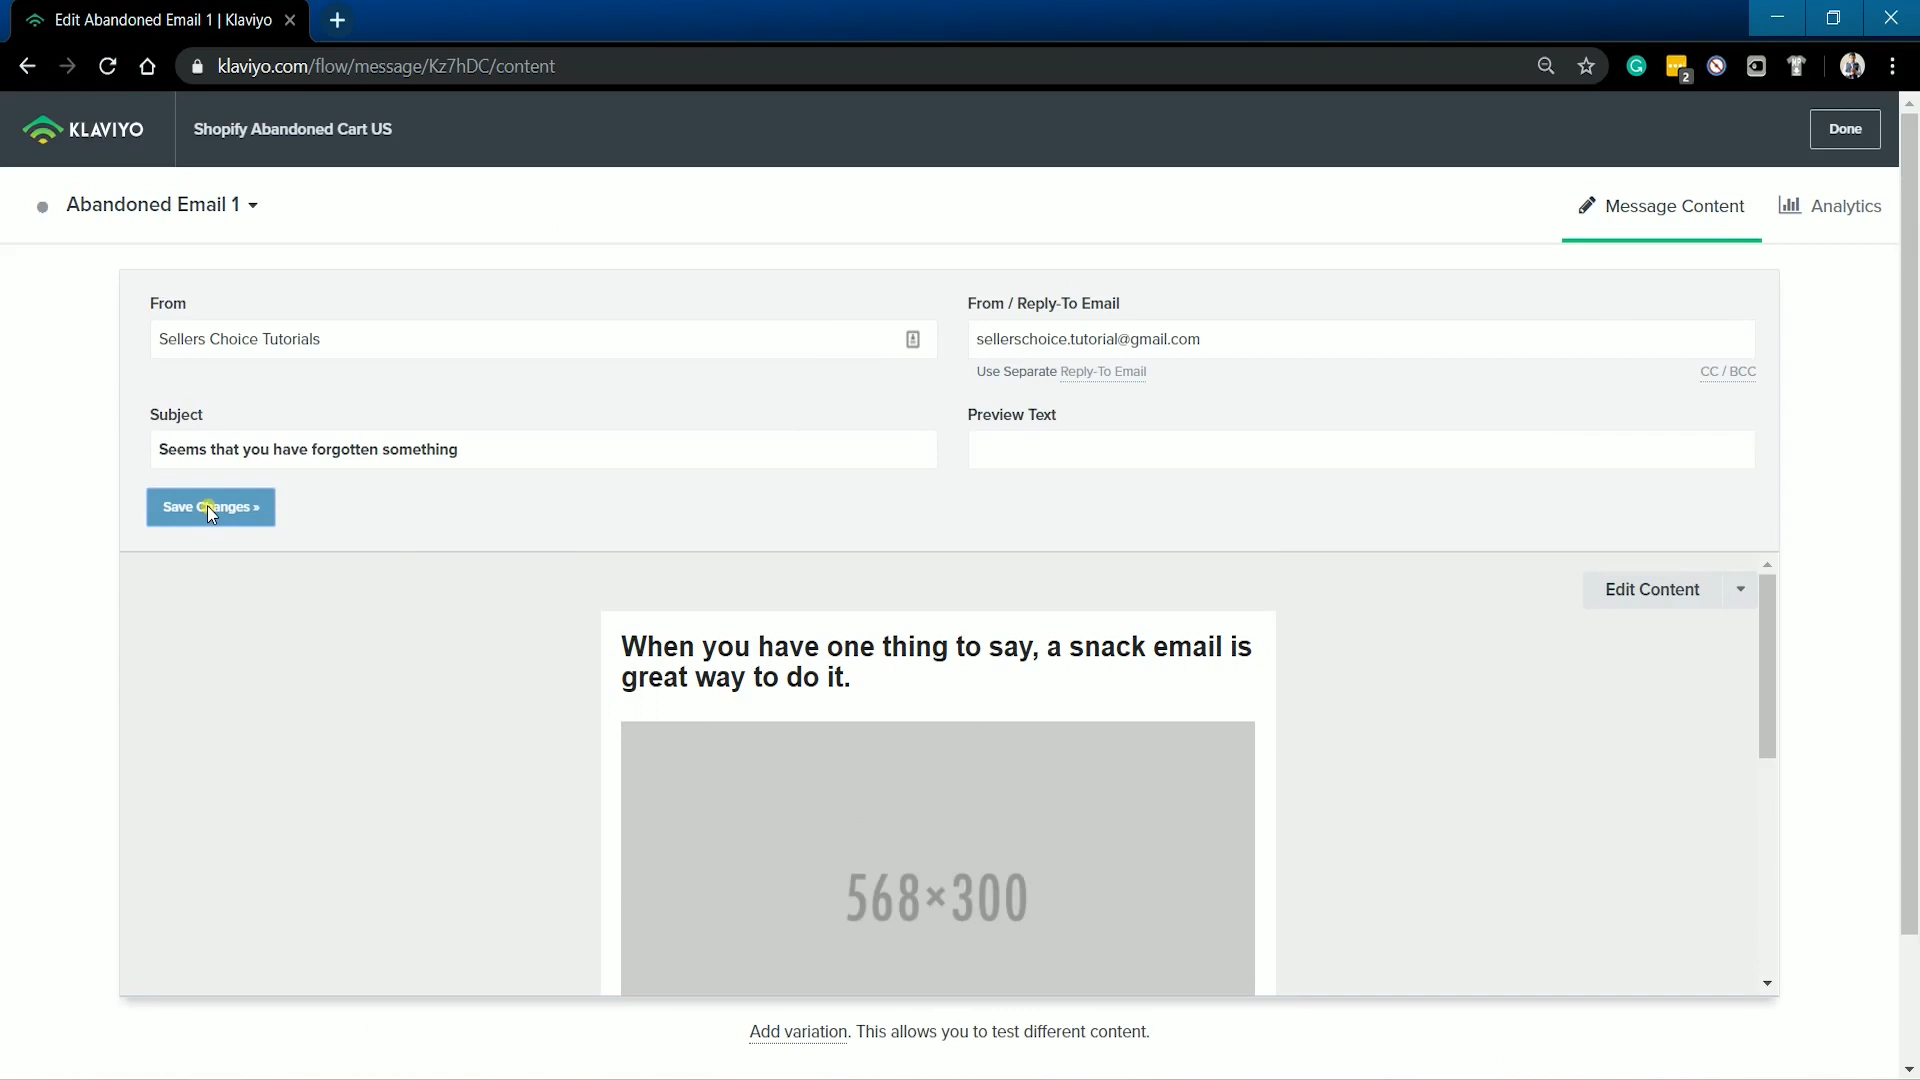 Edit Abandoned Email 1 | Klaviyo
klaviyo.com/flow/message/Kz7hDC/content
2
KLAVIYO
Shopify Abandoned Cart US
Done
Abandoned Email 1
Message Content
Analytics
From
From / Reply-To Email
Sellers Choice Tutorials
sellerschoice.tutorial@gmail.com
Use Separate Reply-To Email
CC / BCC
Subject
Preview Text
Seems that you have forgotten something
Save Changes »
Edit Content
When you have one thing to say, a snack email is
great way to do it.
568×300
Add variation. This allows you to test different content.